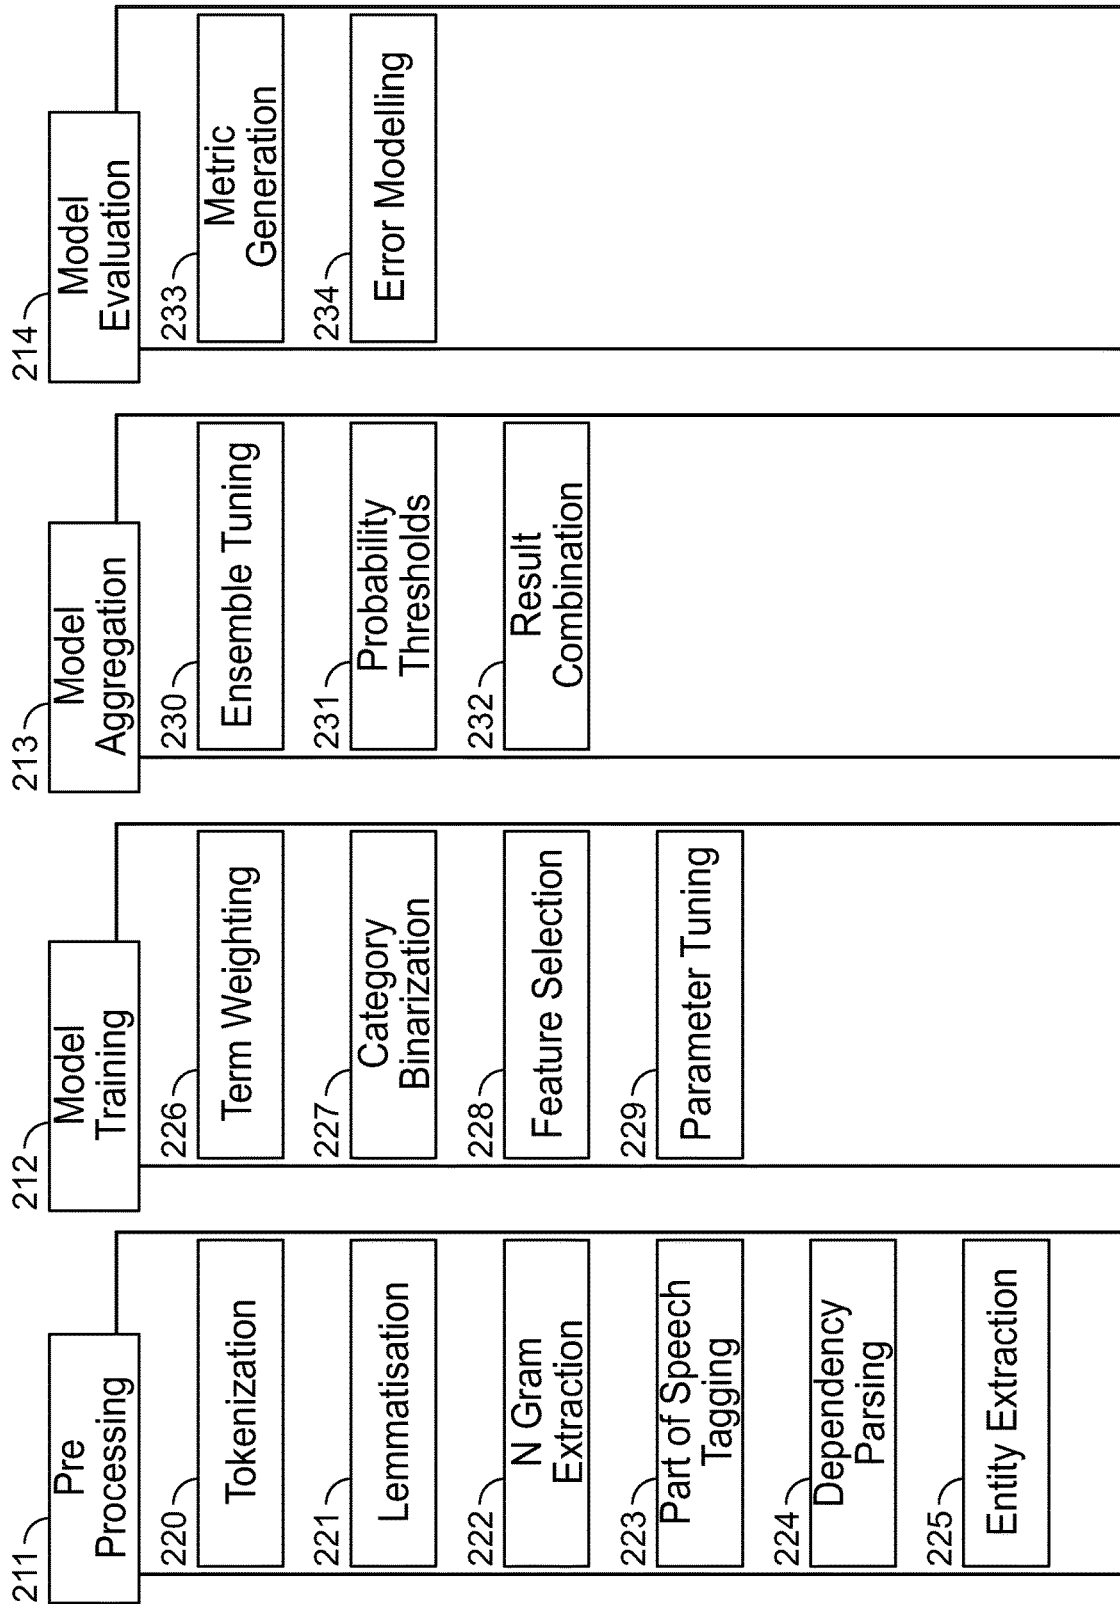 211
Pre
Processing
220
Tokenization
221
Lemmatisation
222
N Gram
Extraction
223
Part of Speech
Tagging
224
Dependency
Parsing
225
Entity Extraction
212
Model
Training
226
Term Weighting
227
Category
Binarization
228
Feature Selection
229
Parameter Tuning
213
Model
Aggregation
230
Ensemble Tuning
231
Probability
Thresholds
232
Result
Combination
214
Model
Evaluation
233
Metric
Generation
234
Error Modelling